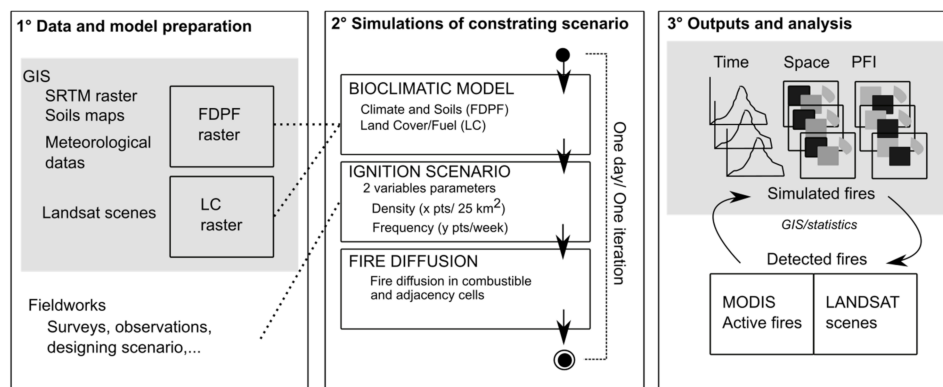 1° Data and model preparation
GIS
SRTM raster
Soils maps
Meteorological
datas
FDPF
raster
Landsat scenes
LC
raster
Fieldworks
Surveys, observations,
designing scenario,...
2° Simulations of constrating scenario
BIOCLIMATIC MODEL
Climate and Soils (FDPF)
Land Cover/Fuel (LC)
IGNITION SCENARIO
2 variables parameters
Density (x pts/ 25 km²)
Frequency (y pts/week)
FIRE DIFFUSION
Fire diffusion in combustible
and adjacency cells
One day/ One iteration
3° Outputs and analysis
Time
Space
PFI
Simulated fires
GIS/statistics
Detected fires
MODIS
Active fires
LANDSAT
scenes